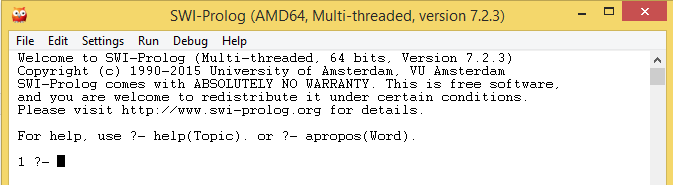 SWI-Prolog (AMD64, Multi-threaded, version 7.2.3)
File Edit Settings Run Debug Help
Welcome to SWI-Prolog (Multi-threaded, 64 bits, Version 7.2.3)
Copyright (c) 1990-2015 University of Amsterdam, VU Amsterdam
SWI-Prolog comes with ABSOLUTELY NO WARRANTY. This is free software,
and you are welcome to redistribute it under certain conditions.
Please visit http://www.swi-prolog.org for details.
For help, use ?- help(Topic). or ?- apropos(Word).
1 ?-